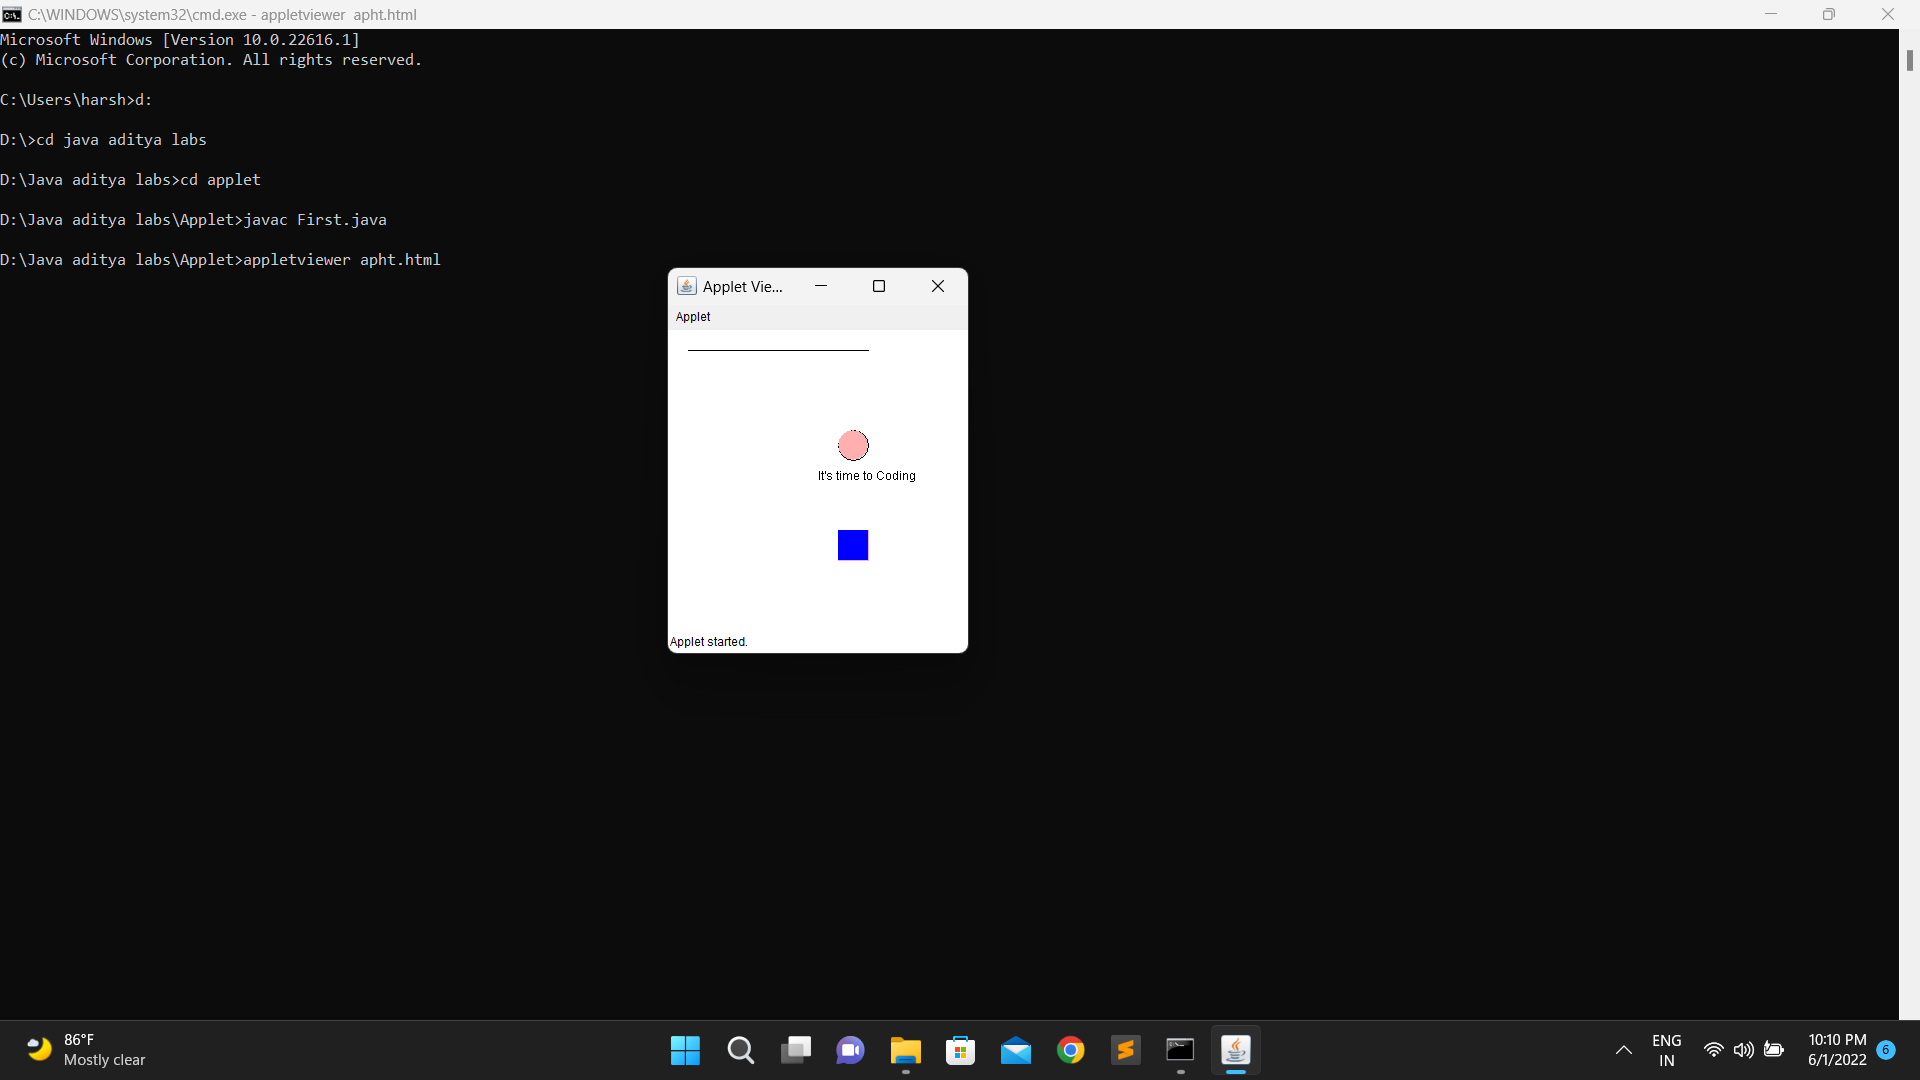 C:\WINDOWS\system32\cmd.exe - appletviewer  apht.html
Microsoft Windows [Version 10.0.22616.1]
(c) Microsoft Corporation. All rights reserved.
C:\Users\harsh>d:
D:\>cd java aditya labs
D:\Java aditya labs>cd applet
D:\Java aditya labs\Applet>javac First.java
D:\Java aditya labs\Applet>appletviewer apht.html
Applet Vie...
Applet
It's time to Coding
Applet started.
86°F
Mostly clear
ENG
IN
10:10 PM
6/1/2022
6